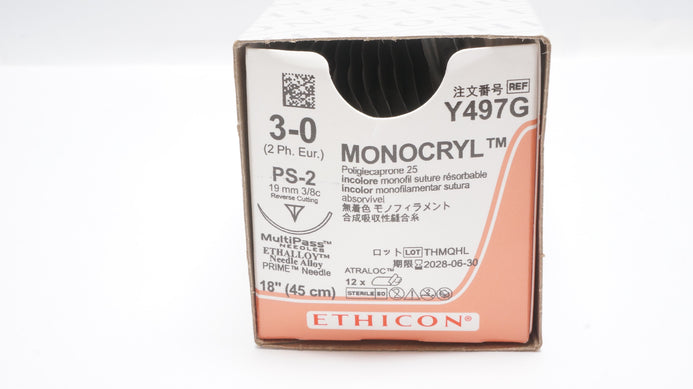 注文番号 REF
Y497G
3-0
(2 Ph. Eur.)
PS-2
19 mm 3/8c
Reverse Cutting
MultiPass™
NEEDLES
ETHALLOY™
Needle Alloy
PRIME™ Needle
18" (45 cm)
MONOCRYL™
Poliglecaprone 25
incolore monofil suture résorbable
incolor monofilamentar sutura
absorvível
無着色 モノフィラメント
合成吸収性縫合糸
ロット LOT THMQHL
期限 2028-06-30
ATRALOC™
12 x
STERILE EO
ETHICON®